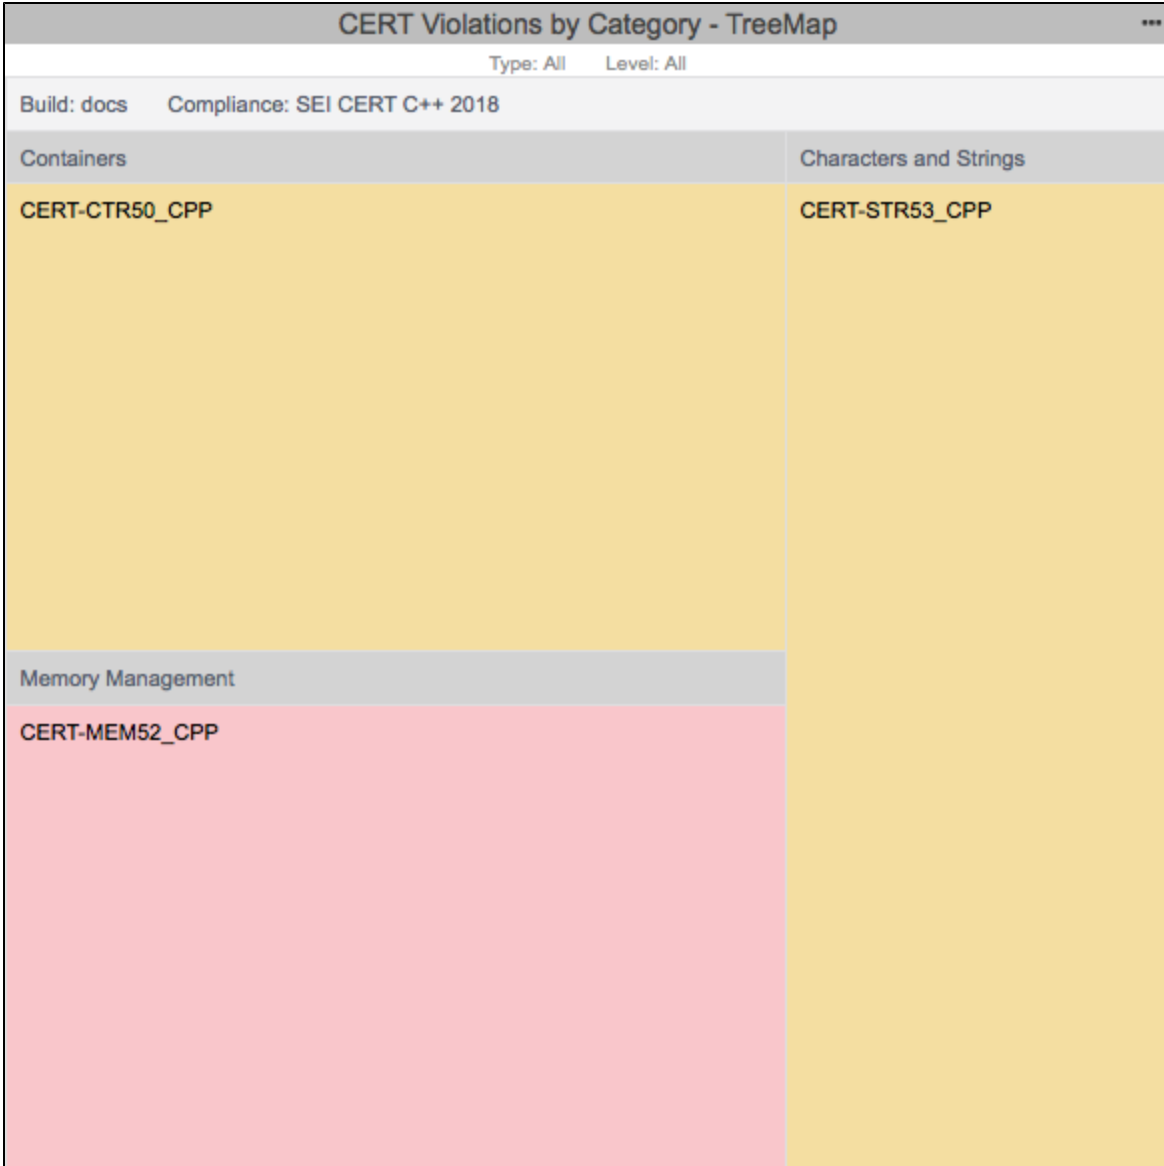 CERT Violations by Category - TreeMap
Type: All Level: All
Build: docs Compliance: SEI CERT C++ 2018
Containers
CERT-CTR50_CPP
Memory Management
CERT-MEM52_CPP
Characters and Strings
CERT-STR53_CPP